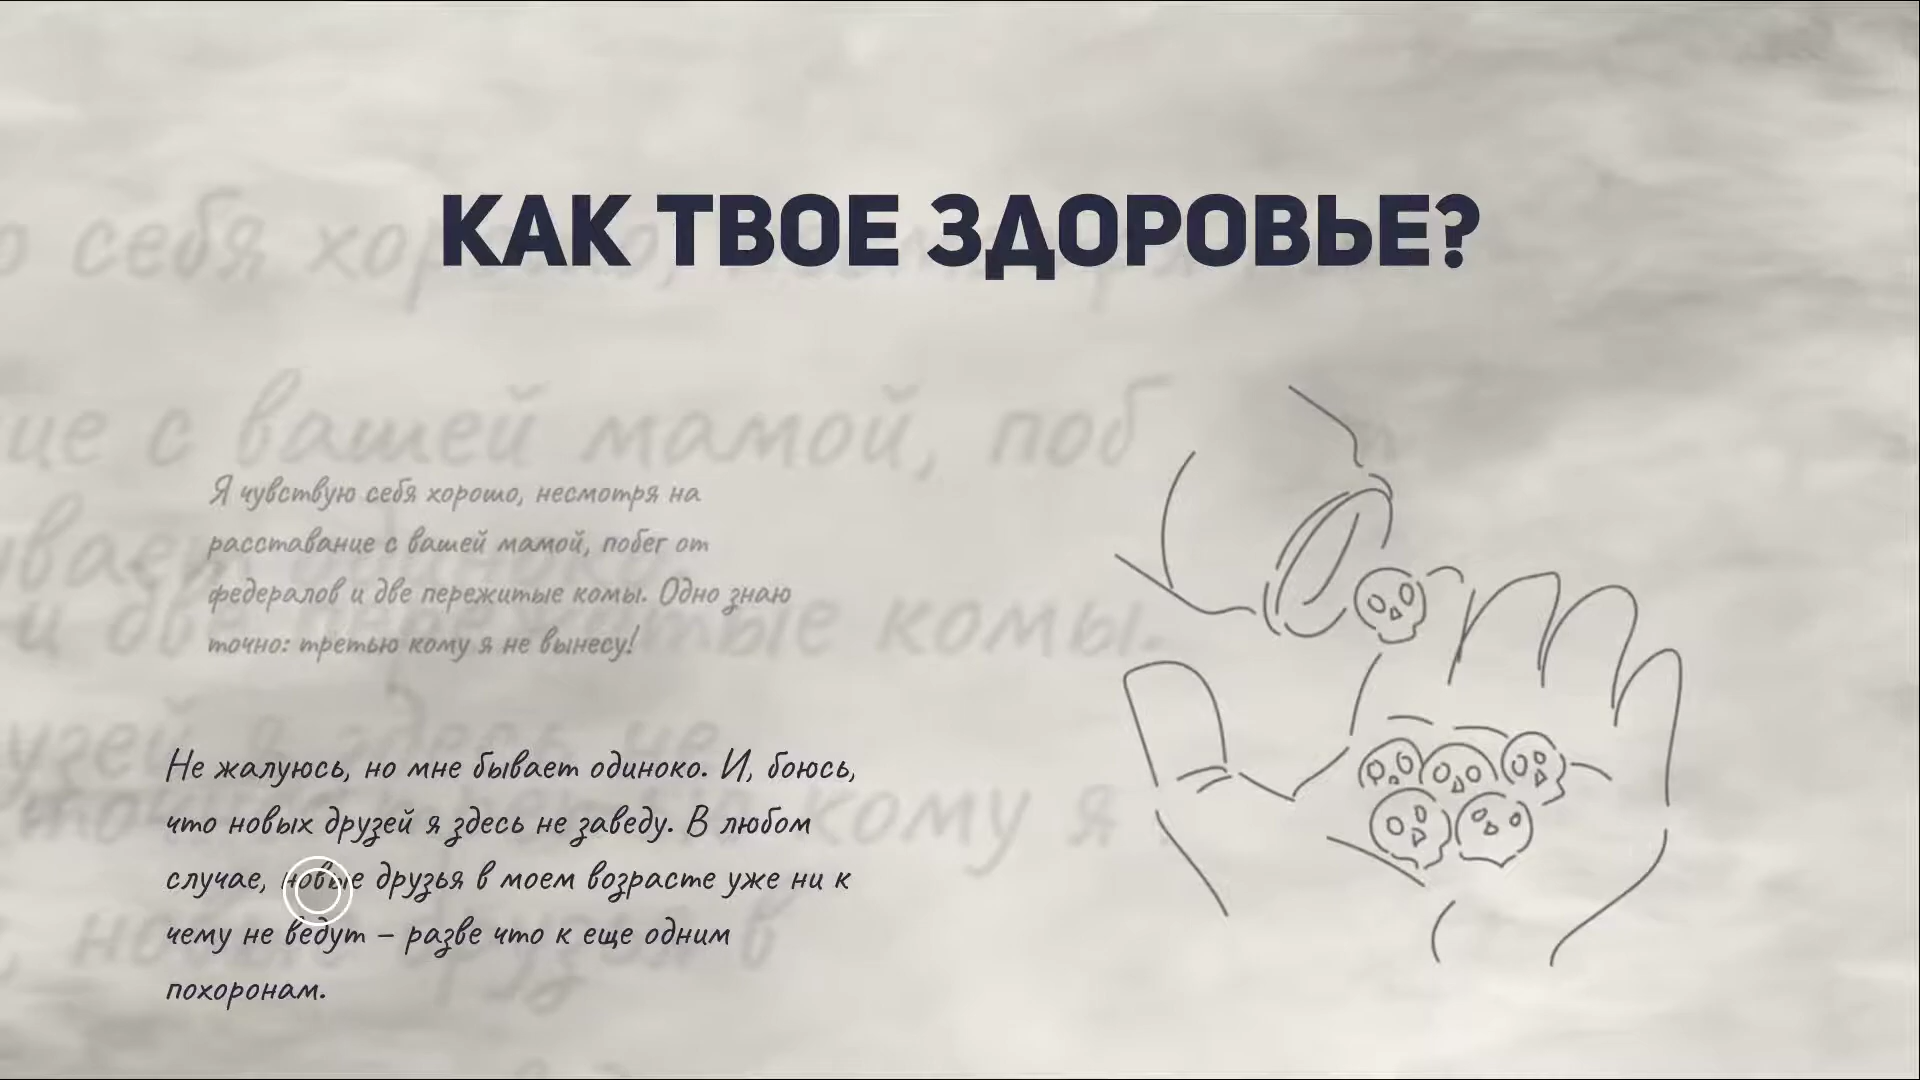 КАК ТВОЕ ЗДОРОВЬЕ?
Я чувствую себя хорошо, несмотря на
расставание с вашей мамой, побег от
федералов и две пережитые комы. Одно знаю
точно: третью кому я не вынесу!
Не жалуюсь, но мне бывает одиноко. И, боюсь,
что новых друзей я здесь не заведу. В любом
случае, новые друзья в моем возрасте уже ни к
чему не ведут – разве что к еще одним
похоронам.